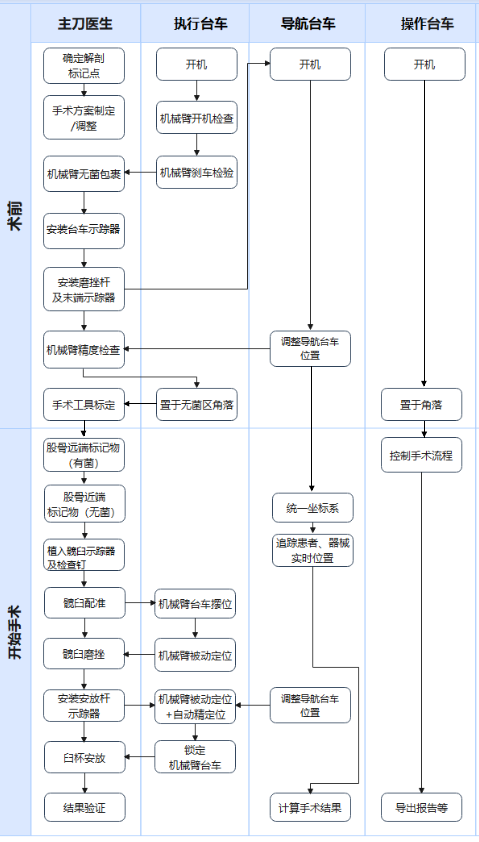 主刀医生
执行台车
导航台车
操作台车
术前
确定解剖
标记点
开机
开机
开机
手术方案制定
/调整
机械臂开机检查
机械臂无菌包裹
机械臂刹车检验
安装台车示踪器
安装磨挫杆
及末端示踪器
机械臂精度检查
调整导航台车
位置
手术工具标定
置于无菌区角落
置于角落
开始手术
股骨远端标记物
(有菌)
控制手术流程
股骨近端
标记物（无菌）
统一坐标系
植入髋臼示踪器
及检查钉
追踪患者、器械
实时位置
髋臼配准
机械臂台车摆位
髋臼磨挫
机械臂被动定位
安装安放杆
示踪器
机械臂被动定位
+自动精定位
调整导航台车
位置
臼杯安放
锁定
机械臂台车
结果验证
计算手术结果
导出报告等